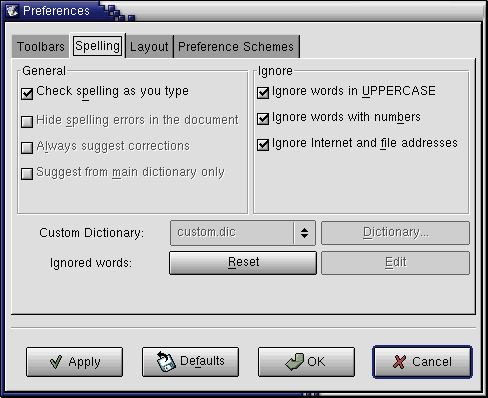 Preferences
Toolbars Spelling Layout Preference Schemes
General Ignore
Check spelling as you type Ignore words in UPPERCASE
Hide spelling errors in the document Ignore words with numbers
Always suggest corrections Ignore Internet and file addresses
Suggest from main dictionary only
Custom Dictionary: custom.dic Dictionary...
Ignored words: Reset Edit
Apply Defaults OK Cancel